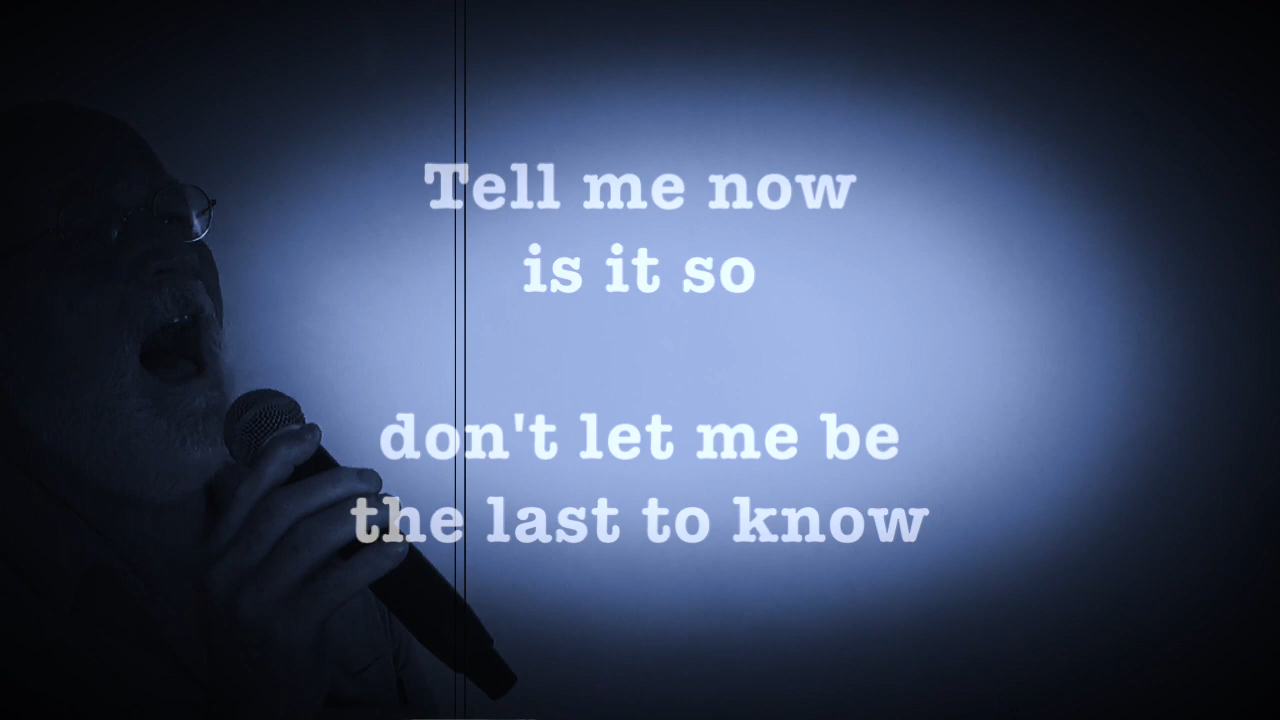 Tell me now
is it so
don't let me be
the last to know